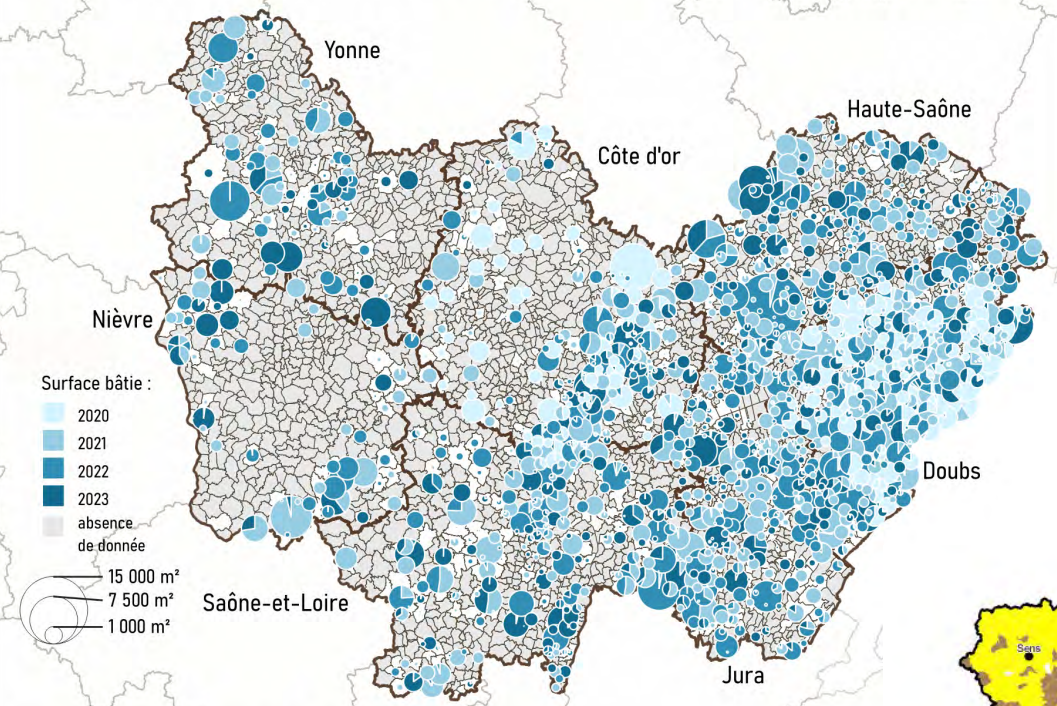 Yonne
Haute-Saône
Côte d'or
Nièvre
Surface bâtie :
2020
2021
2022
2023
absence
de donnée
15 000 m²
7 500 m²
1 000 m²
Saône-et-Loire
Doubs
Jura
Sens